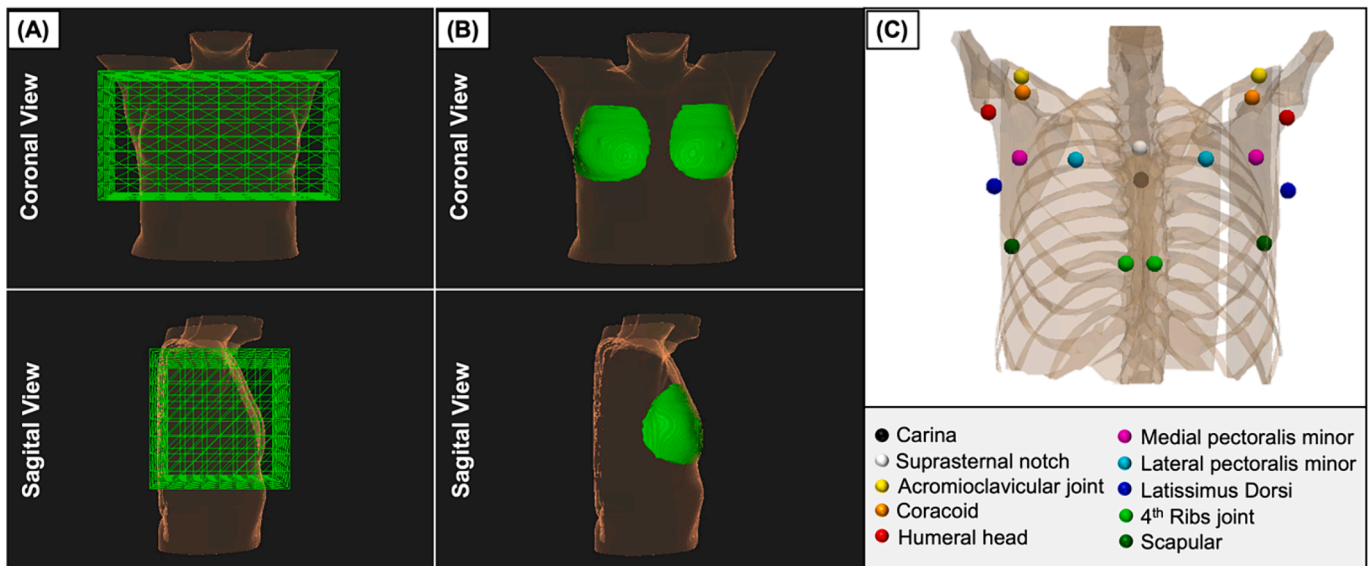 (A)
Coronal View
Sagital View
(B)
Coronal View
Sagital View
(C)
Carina
Suprasternal notch
Acromioclavicular joint
Coracoid
Humeral head
Medial pectoralis minor
Lateral pectoralis minor
Latissimus Dorsi
4th Ribs joint
Scapular